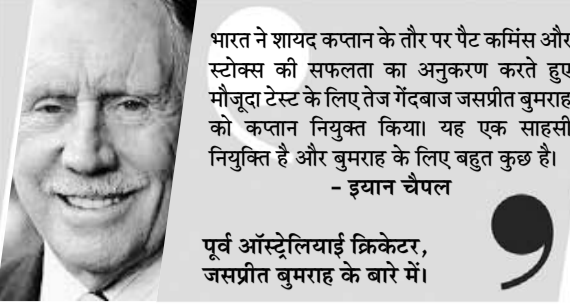 भारत ने शायद कप्तान के तौर पर पैट कमिंस और
स्टोक्स की सफलता का अनुकरण करते हुए
मौजूदा टेस्ट के लिए तेज गेंदबाज जसप्रीत बुमराह
को कप्तान नियुक्त किया। यह एक साहसी
नियुक्ति है और बुमराह के लिए बहुत कुछ है।
- इयान चैपल
पूर्व ऑस्ट्रेलियाई क्रिकेटर,
जसप्रीत बुमराह के बारे में।